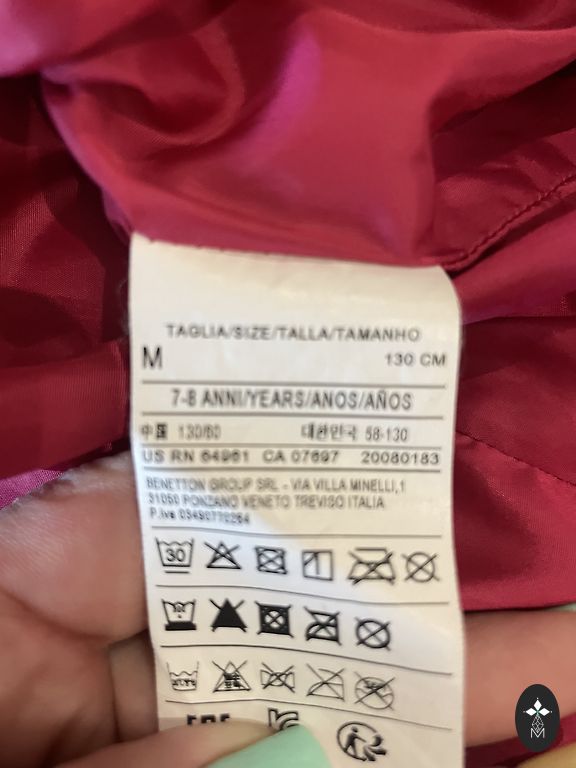 TAGLIA/SIZE/TALLA/TAMANHO
M 130 CM
7-8 ANNI/YEARS/ANOS/AÑOS
中国 130/60 대한민국 58-130
US RN 64961 CA 07697 20080183
BENETTON GROUP SRL - VIA VILLA MINELLI,1
31050 PONZANO VENETO TREVISO ITALIA
P.iva
30
M